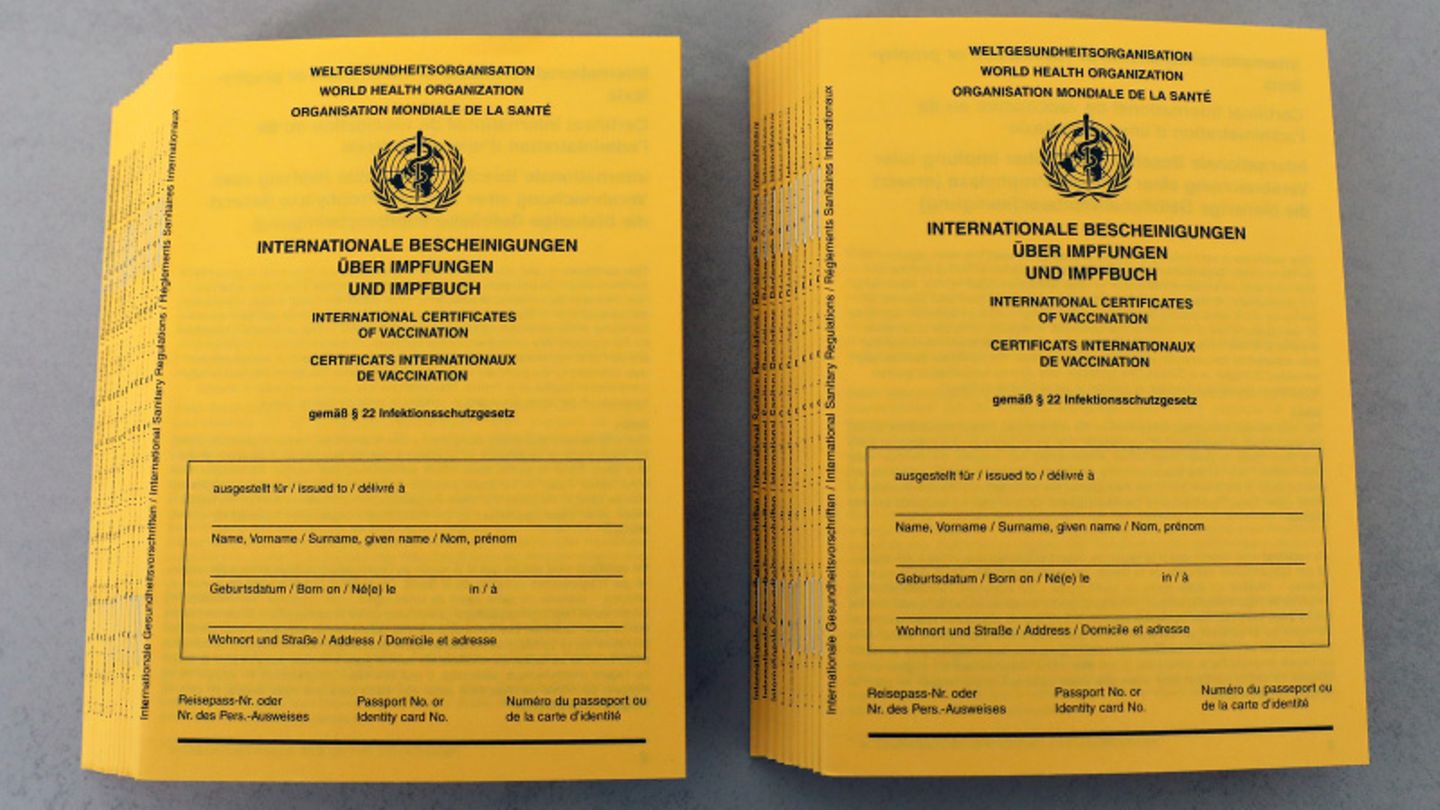 WELTGESUNDHEITSORGANISATION
WORLD HEALTH ORGANIZATION
ORGANISATION MONDIALE DE LA SANTÉ
INTERNATIONALE BESCHEINIGUNGEN
ÜBER IMPFUNGEN
UND IMPFBUCH
INTERNATIONAL CERTIFICATES
OF VACCINATION
CERTIFICATS INTERNATIONAUX
DE VACCINATION
gemäß § 22 Infektionsschutzgesetz
ausgestellt für / issued to / délivré à
Name, Vorname / Surname, given name / Nom, prénom
Geburtsdatum / Born on / Né(e) le in / à
Wohnort und Straße / Address / Domicile et adresse
Reisepass-Nr. oder Passport No. or Numéro du passeport ou
Nr. des Pers.-Ausweises Identity card No. de la carte d'identité
Internationale Gesundheitsvorschriften / International Sanitary Regulations / Règlements Sanitaires Internationaux
WELTGESUNDHEITSORGANISATION
WORLD HEALTH ORGANIZATION
ORGANISATION MONDIALE DE LA SANTÉ
INTERNATIONALE BESCHEINIGUNGEN
ÜBER IMPFUNGEN
UND IMPFBUCH
INTERNATIONAL CERTIFICATES
OF VACCINATION
CERTIFICATS INTERNATIONAUX
DE VACCINATION
gemäß § 22 Infektionsschutzgesetz
ausgestellt für / issued to / délivré à
Name, Vorname / Surname, given name / Nom, prénom
Geburtsdatum / Born on / Né(e) le in / à
Wohnort und Straße / Address / Domicile et adresse
Reisepass-Nr. oder Passport No. or Numéro du passeport ou
Nr. des Pers.-Ausweises Identity card No. de la carte d'identité
Internationale Gesundheitsvorschriften / International Sanitary Regulations / Règlements Sanitaires Internationaux